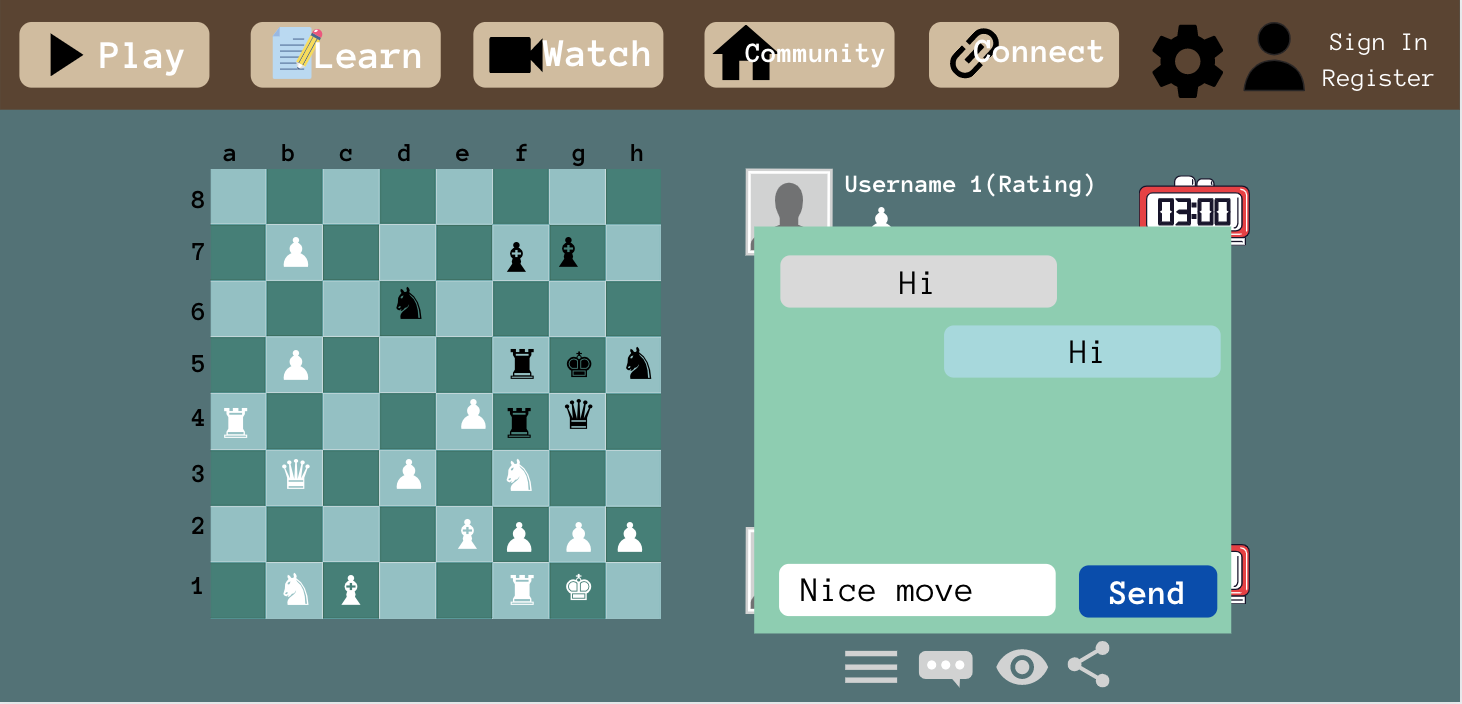 Play
Learn
Watch
Community
Connect
Sign In
Register
a b c d e f g h
8
7
6
5
4
3
2
1
Username 1(Rating)
03:00
Hi
Hi
Nice move
Send